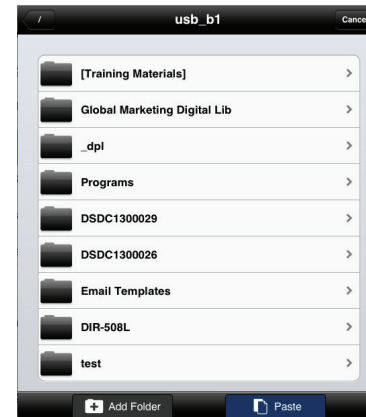 /
usb_b1
Cance
[Training Materials]
Global Marketing Digital Lib
_dpl
Programs
DSDC1300029
DSDC1300026
Email Templates
DIR-508L
test
Add Folder
Paste